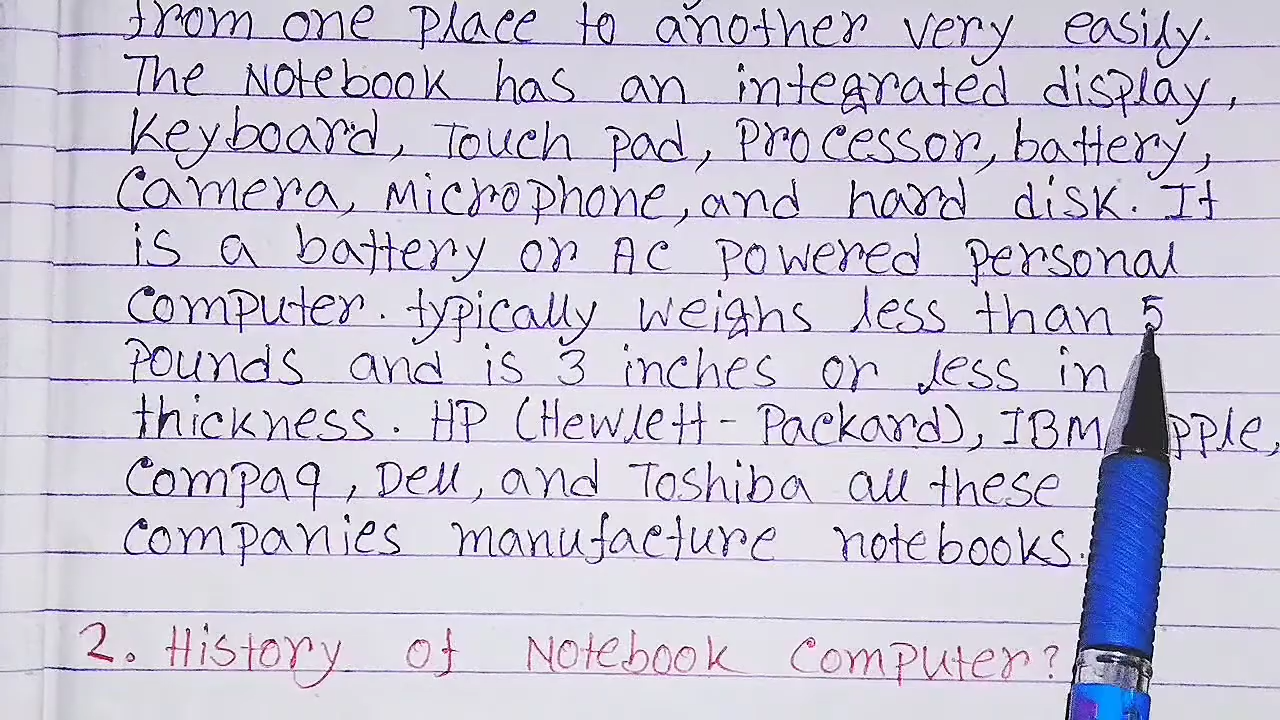 from one place to another very easily.
The Notebook has an integrated display,
Keyboard, Touch pad, Processor, battery,
Camera, Microphone, and hard disk. It
is a battery or AC powered personal
Computer. typically weighs less than 5
pounds and is 3 inches or less in
thickness. HP (Hewlett-Packard), IBM pple,
Compaq, Dell, and Toshiba all these
companies manufacture notebooks.
2. History of Notebook Computer?